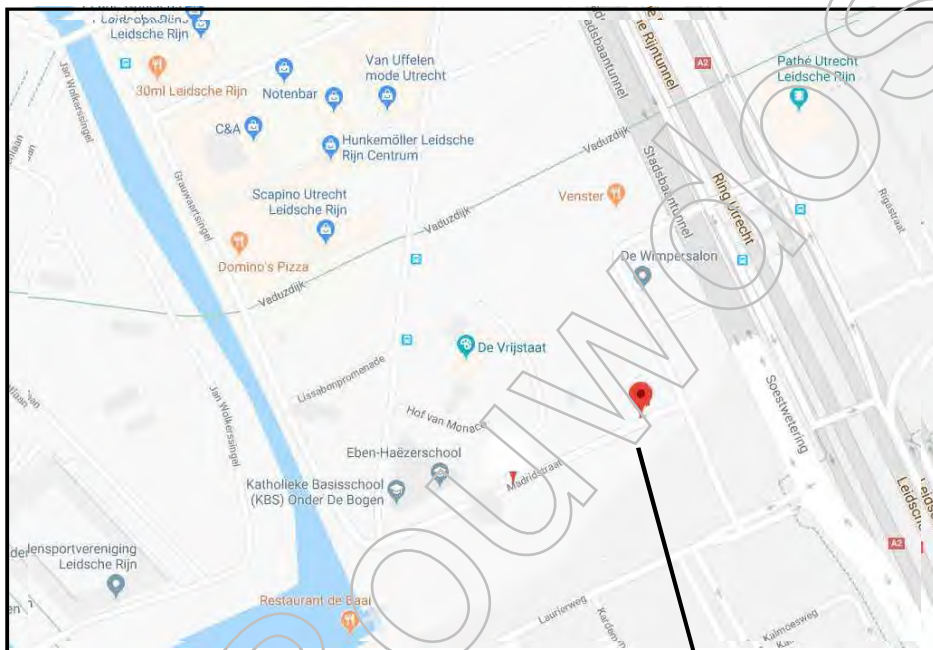 Leidsche Rijn
30ml Leidsche Rijn
Notenbar
Van Uffelen
mode Utrecht
C&A
Hunkemöller Leidsche
Rijn Centrum
Scapino Utrecht
Leidsche Rijn
Domino's Pizza
Jan Wolkerssingel
Grauwaartsingel
Vaduzdijk
Vaduzdijk
Vaduzdijk
Stadsbaantunnel
Rijntunnel
A2
Pathé Utrecht
Leidsche Rijn
Stadsbaantunnel
Ring Utrecht
Rigastraat
Venster
De Wimpersalon
De Vrijstaat
Lissabonpromenade
Jan Wolkerssingel
Hof van Monaco
Eben-Haëzerschool
Katholieke Basisschool
(KBS) Onder De Bogen
Madridstraat
Soestwetering
A2
Leidsche
lensportvereniging
Leidsche Rijn
Restaurant de Baai
Laurierweg
Kalmoesweg
ouwos